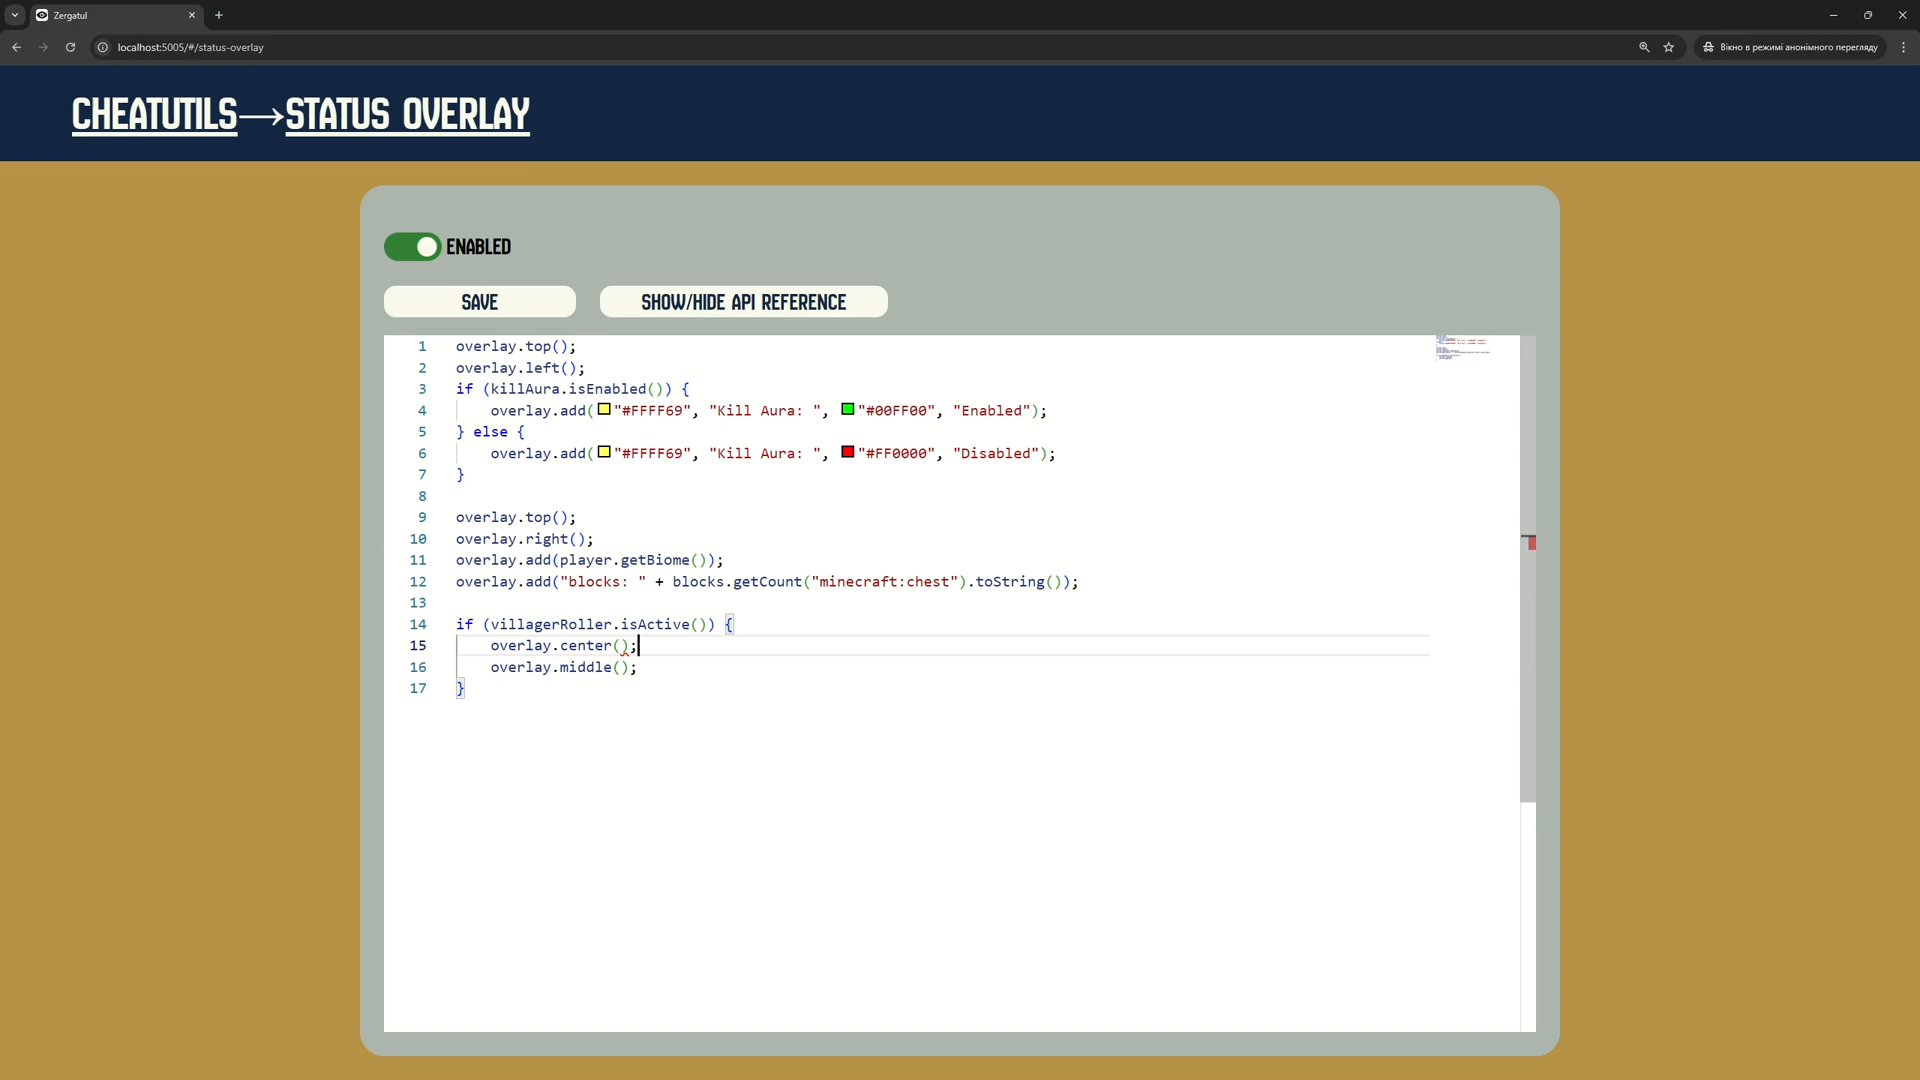 Zergatul
localhost:5005/#/status-overlay
Вікно в режимі анонімного перегляду
CHEATUTILS→STATUS OVERLAY
ENABLED
SAVE
SHOW/HIDE API REFERENCE
1 overlay.top();
2 overlay.left();
3 if (killAura.isEnabled()) {
4 overlay.add("#FFFF69", "Kill Aura: ", "#00FF00", "Enabled");
5 } else {
6 overlay.add("#FFFF69", "Kill Aura: ", "#FF0000", "Disabled");
7 }
8
9 overlay.top();
10 overlay.right();
11 overlay.add(player.getBiome());
12 overlay.add("blocks: " + blocks.getCount("minecraft:chest").toString());
13
14 if (villagerRoller.isActive()) {
15 overlay.center();
16 overlay.middle();
17 }